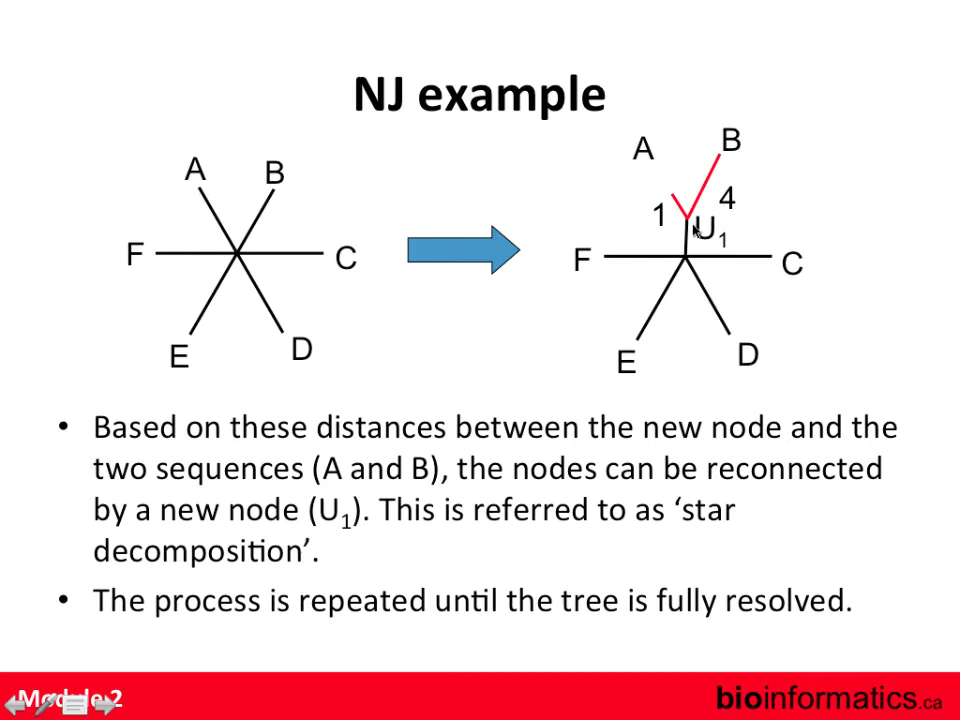 NJ example
A
B
F
C
E
D
A
B
1
4
U1
F
C
E
D
• Based on these distances between the new node and the
two sequences (A and B), the nodes can be reconnected
by a new node (U1). This is referred to as ‘star
decomposition’.
• The process is repeated until the tree is fully resolved.
Module 2
bioinformatics.ca